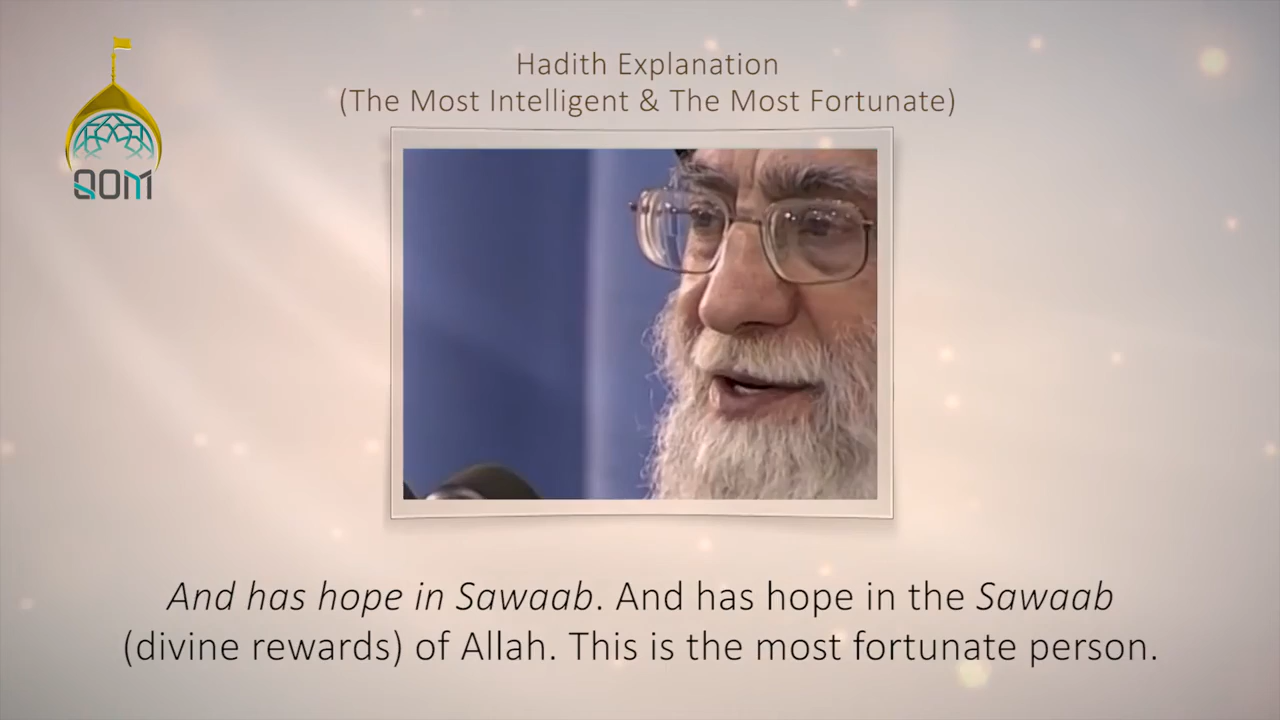 Hadith Explanation
(The Most Intelligent & The Most Fortunate)
QOM
And has hope in Sawaab. And has hope in the Sawaab
(divine rewards) of Allah. This is the most fortunate person.